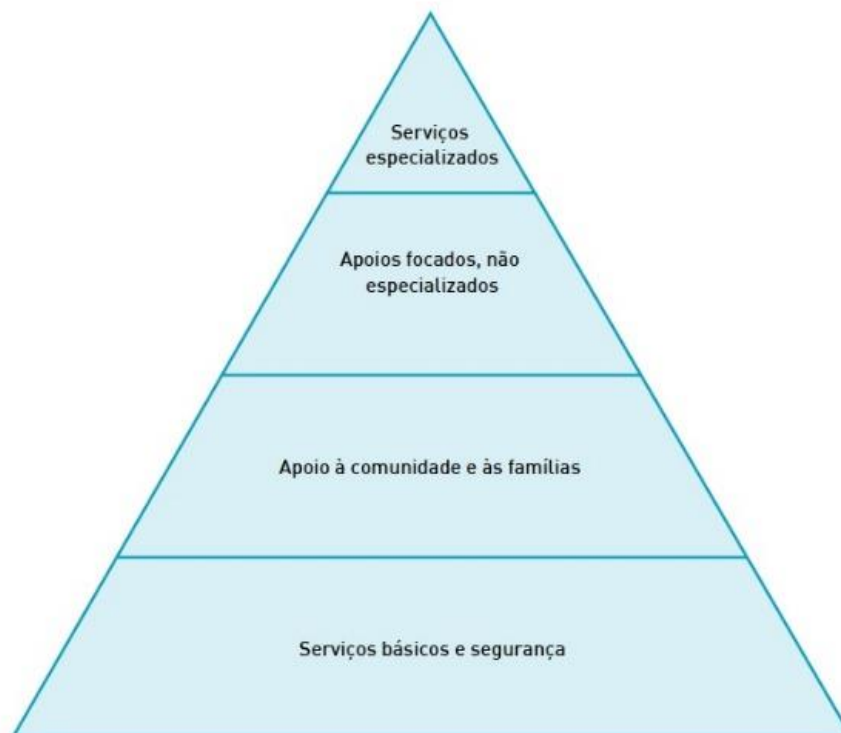 Serviços
especializados
Apoios focados, não
especializados
Apoio à comunidade e às famílias
Serviços básicos e segurança